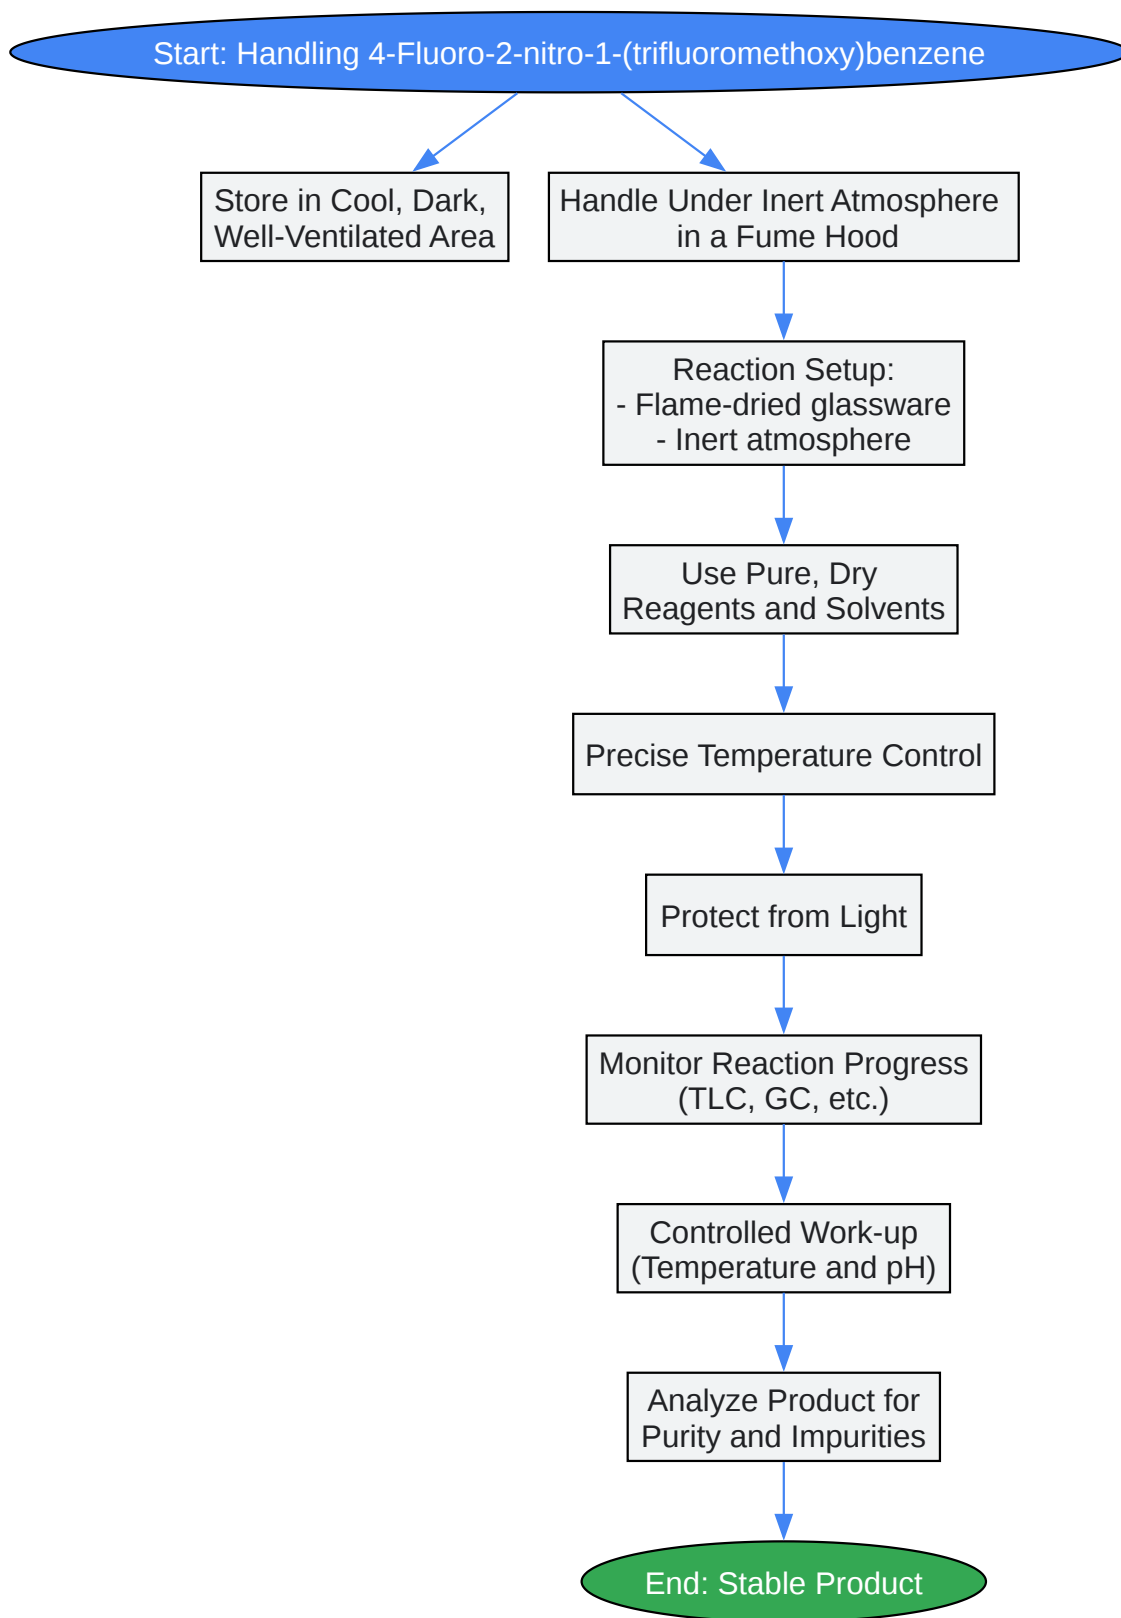 Start: Handling 4-Fluoro-2-nitro-1-(trifluoromethoxy)benzene
Store in Cool, Dark,
Well-Ventilated Area
Handle Under Inert Atmosphere
in a Fume Hood
Reaction Setup:
- Flame-dried glassware
- Inert atmosphere
Use Pure, Dry
Reagents and Solvents
Precise Temperature Control
Protect from Light
Monitor Reaction Progress
(TLC, GC, etc.)
Controlled Work-up
(Temperature and pH)
Analyze Product for
Purity and Impurities
End: Stable Product